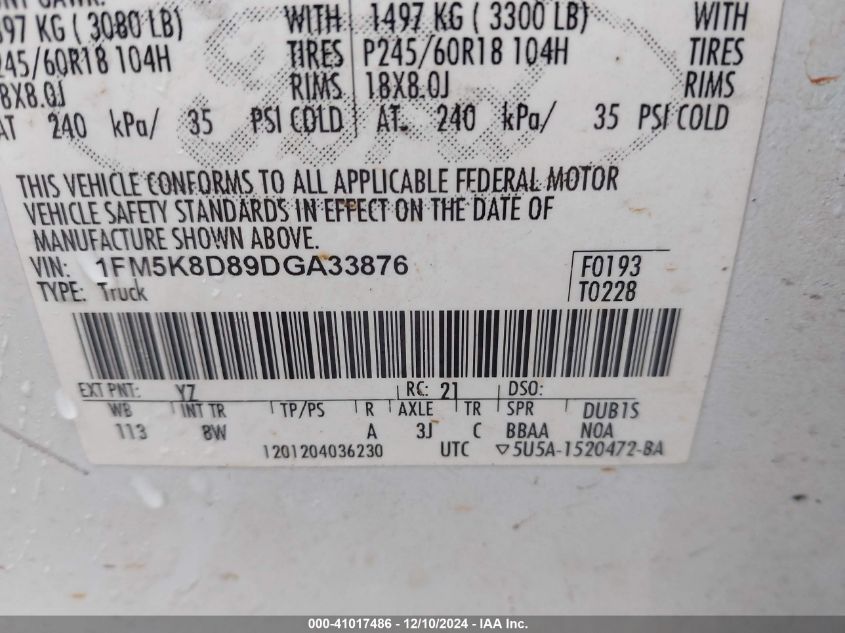 WITH WITH
97 KG ( 3080 LB) 1497 KG ( 3300 LB)
245/60R18 104H TIRES P245/60R18 104H TIRES
8X8.0J RIMS 18X8.0J RIMS
AT 240 kPa/ 35 PSI COLD AT 240 kPa/ 35 PSI COLD
THIS VEHICLE CONFORMS TO ALL APPLICABLE FEDERAL MOTOR
VEHICLE SAFETY STANDARDS IN EFFECT ON THE DATE OF
MANUFACTURE SHOWN ABOVE.
VIN: 1FM5K8D89DGA33876 F0193
TYPE: Truck T0228
EXT PNT: YZ RC: 21 DSO:
WB INT TR TP/PS R AXLE TR SPR DUB1S
113 8W A 3J C BBAA NOA
1201204036230 UTC ▽5U5A-1520472-BA
000-41017486 - 12/10/2024 - IAA Inc.